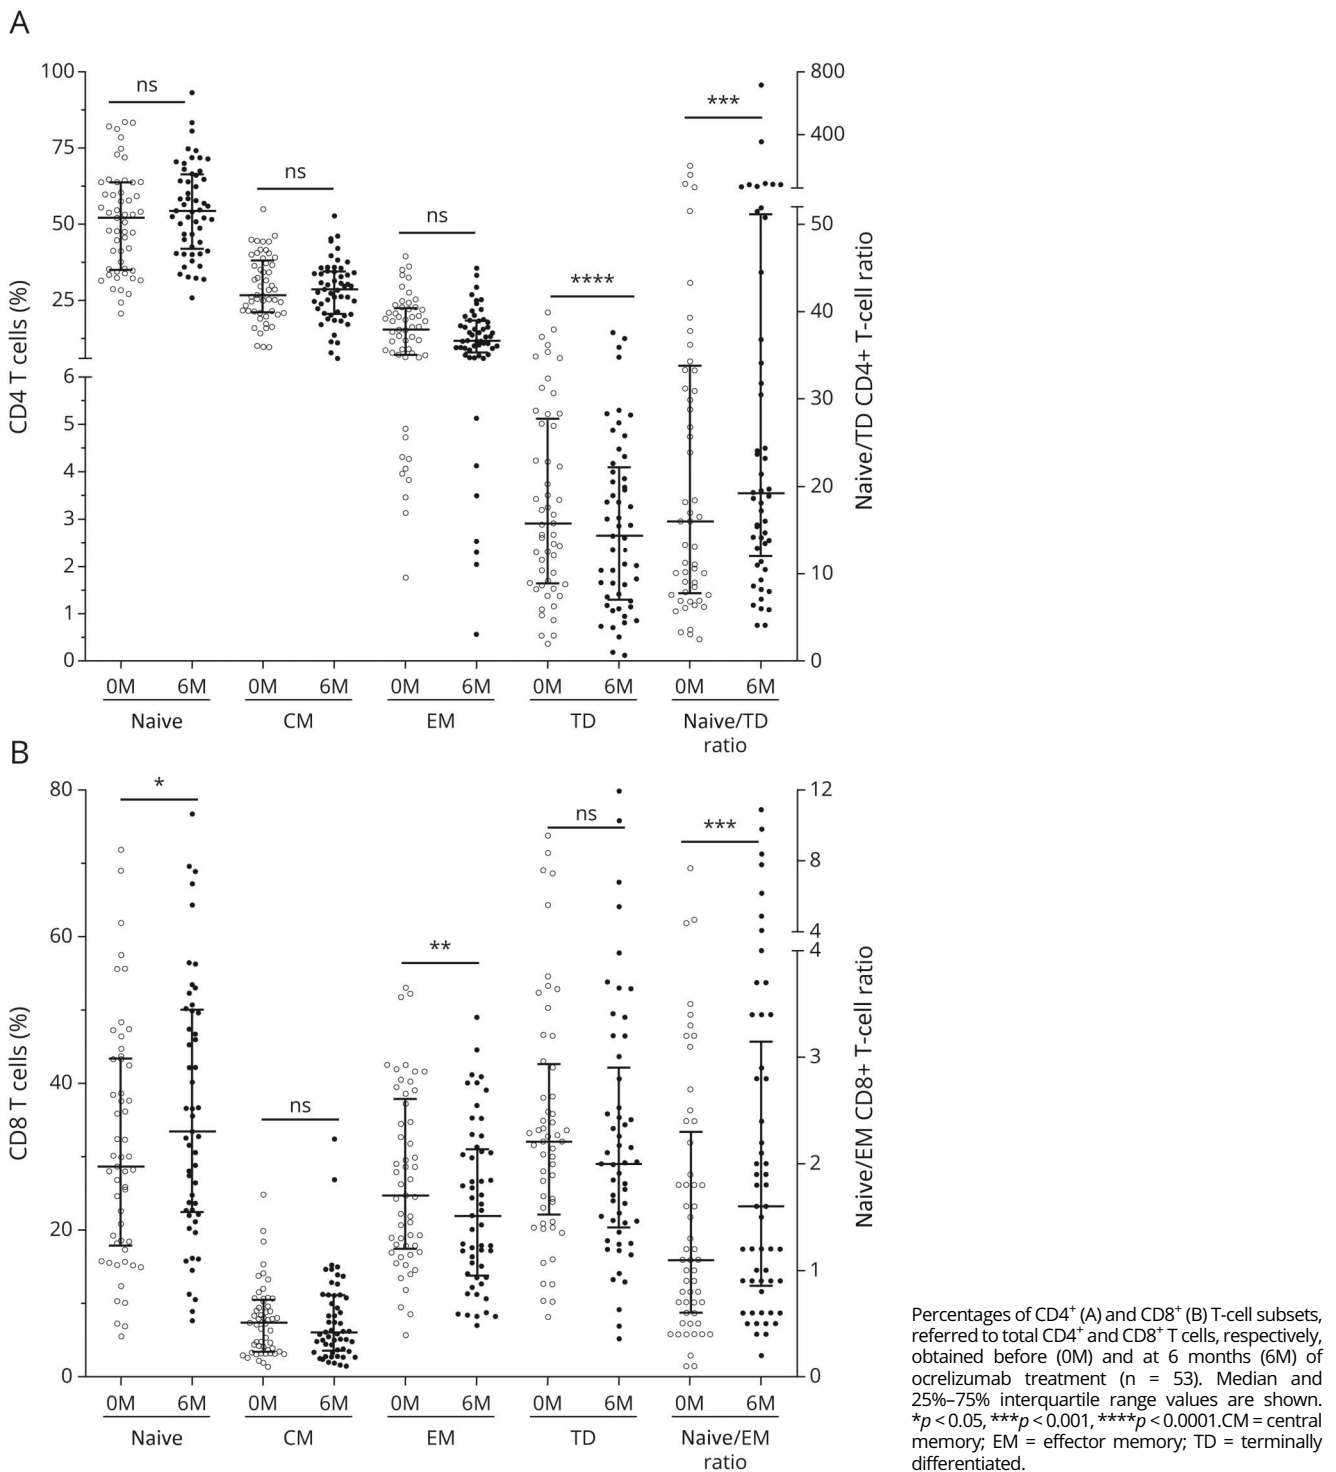 A
100
75
50
25
6
5
4
3
2
1
0
CD4 T cells (%)
ns
ns
ns
****
***
800
400
50
40
30
20
10
0
Naive/TD CD4+ T-cell ratio
0M 6M 0M 6M 0M 6M 0M 6M 0M 6M
Naive CM EM TD Naive/TD
ratio
B
80
60
40
20
0
CD8 T cells (%)
*
ns
**
ns
***
12
8
4
4
3
2
1
0
Naive/EM CD8+ T-cell ratio
0M 6M 0M 6M 0M 6M 0M 6M 0M 6M
Naive CM EM TD Naive/EM
ratio
Percentages of CD4⁺ (A) and CD8⁺ (B) T-cell subsets,
referred to total CD4⁺ and CD8⁺ T cells, respectively,
obtained before (0M) and at 6 months (6M) of
ocrelizumab treatment (n = 53). Median and
25%–75% interquartile range values are shown.
*p < 0.05, ***p < 0.001, ****p < 0.0001.CM = central
memory; EM = effector memory; TD = terminally
differentiated.